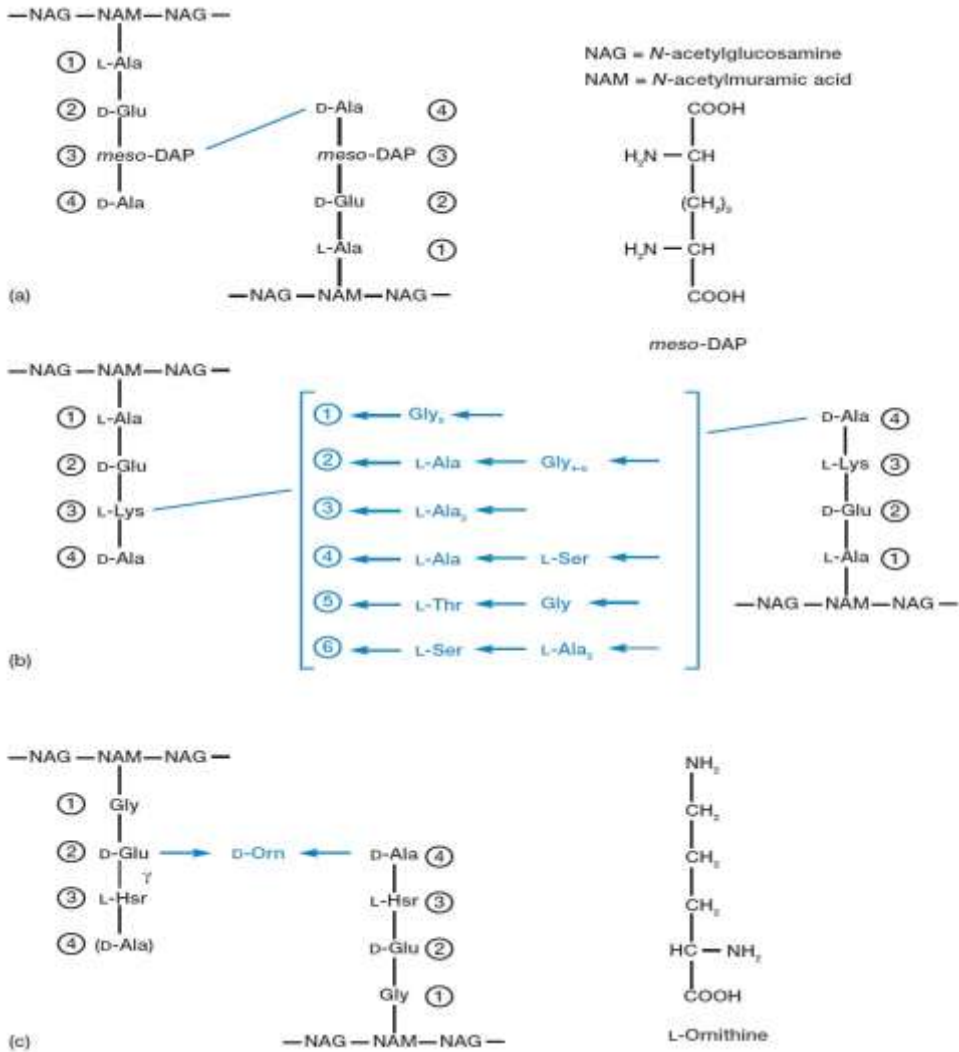 —NAG—NAM—NAG—
① L-Ala
② D-Glu
③ meso-DAP
④ D-Ala
D-Ala ④
meso-DAP ③
D-Glu ②
L-Ala ①
—NAG—NAM—NAG—
(a)
NAG = N-acetylglucosamine
NAM = N-acetylmuramic acid
COOH
H₂N—CH
(CH₂)₃
H₂N—CH
COOH
meso-DAP
—NAG—NAM—NAG—
① L-Ala
② D-Glu
③ L-Lys
④ D-Ala
① Gly
② L-Ala Gly
③ L-Ala
④ L-Ala L-Ser
⑤ L-Thr Gly
⑥ L-Ser L-Ala
D-Ala ④
L-Lys ③
D-Glu ②
L-Ala ①
—NAG—NAM—NAG—
(b)
—NAG—NAM—NAG—
① Gly
② D-Glu
γ
③ L-Hsr
④ (D-Ala)
D-Orn
D-Ala ④
L-Hsr ③
D-Glu ②
Gly ①
—NAG—NAM—NAG—
(c)
NH₂
CH₂
CH₂
CH₂
HC—NH₂
COOH
L-Ornithine